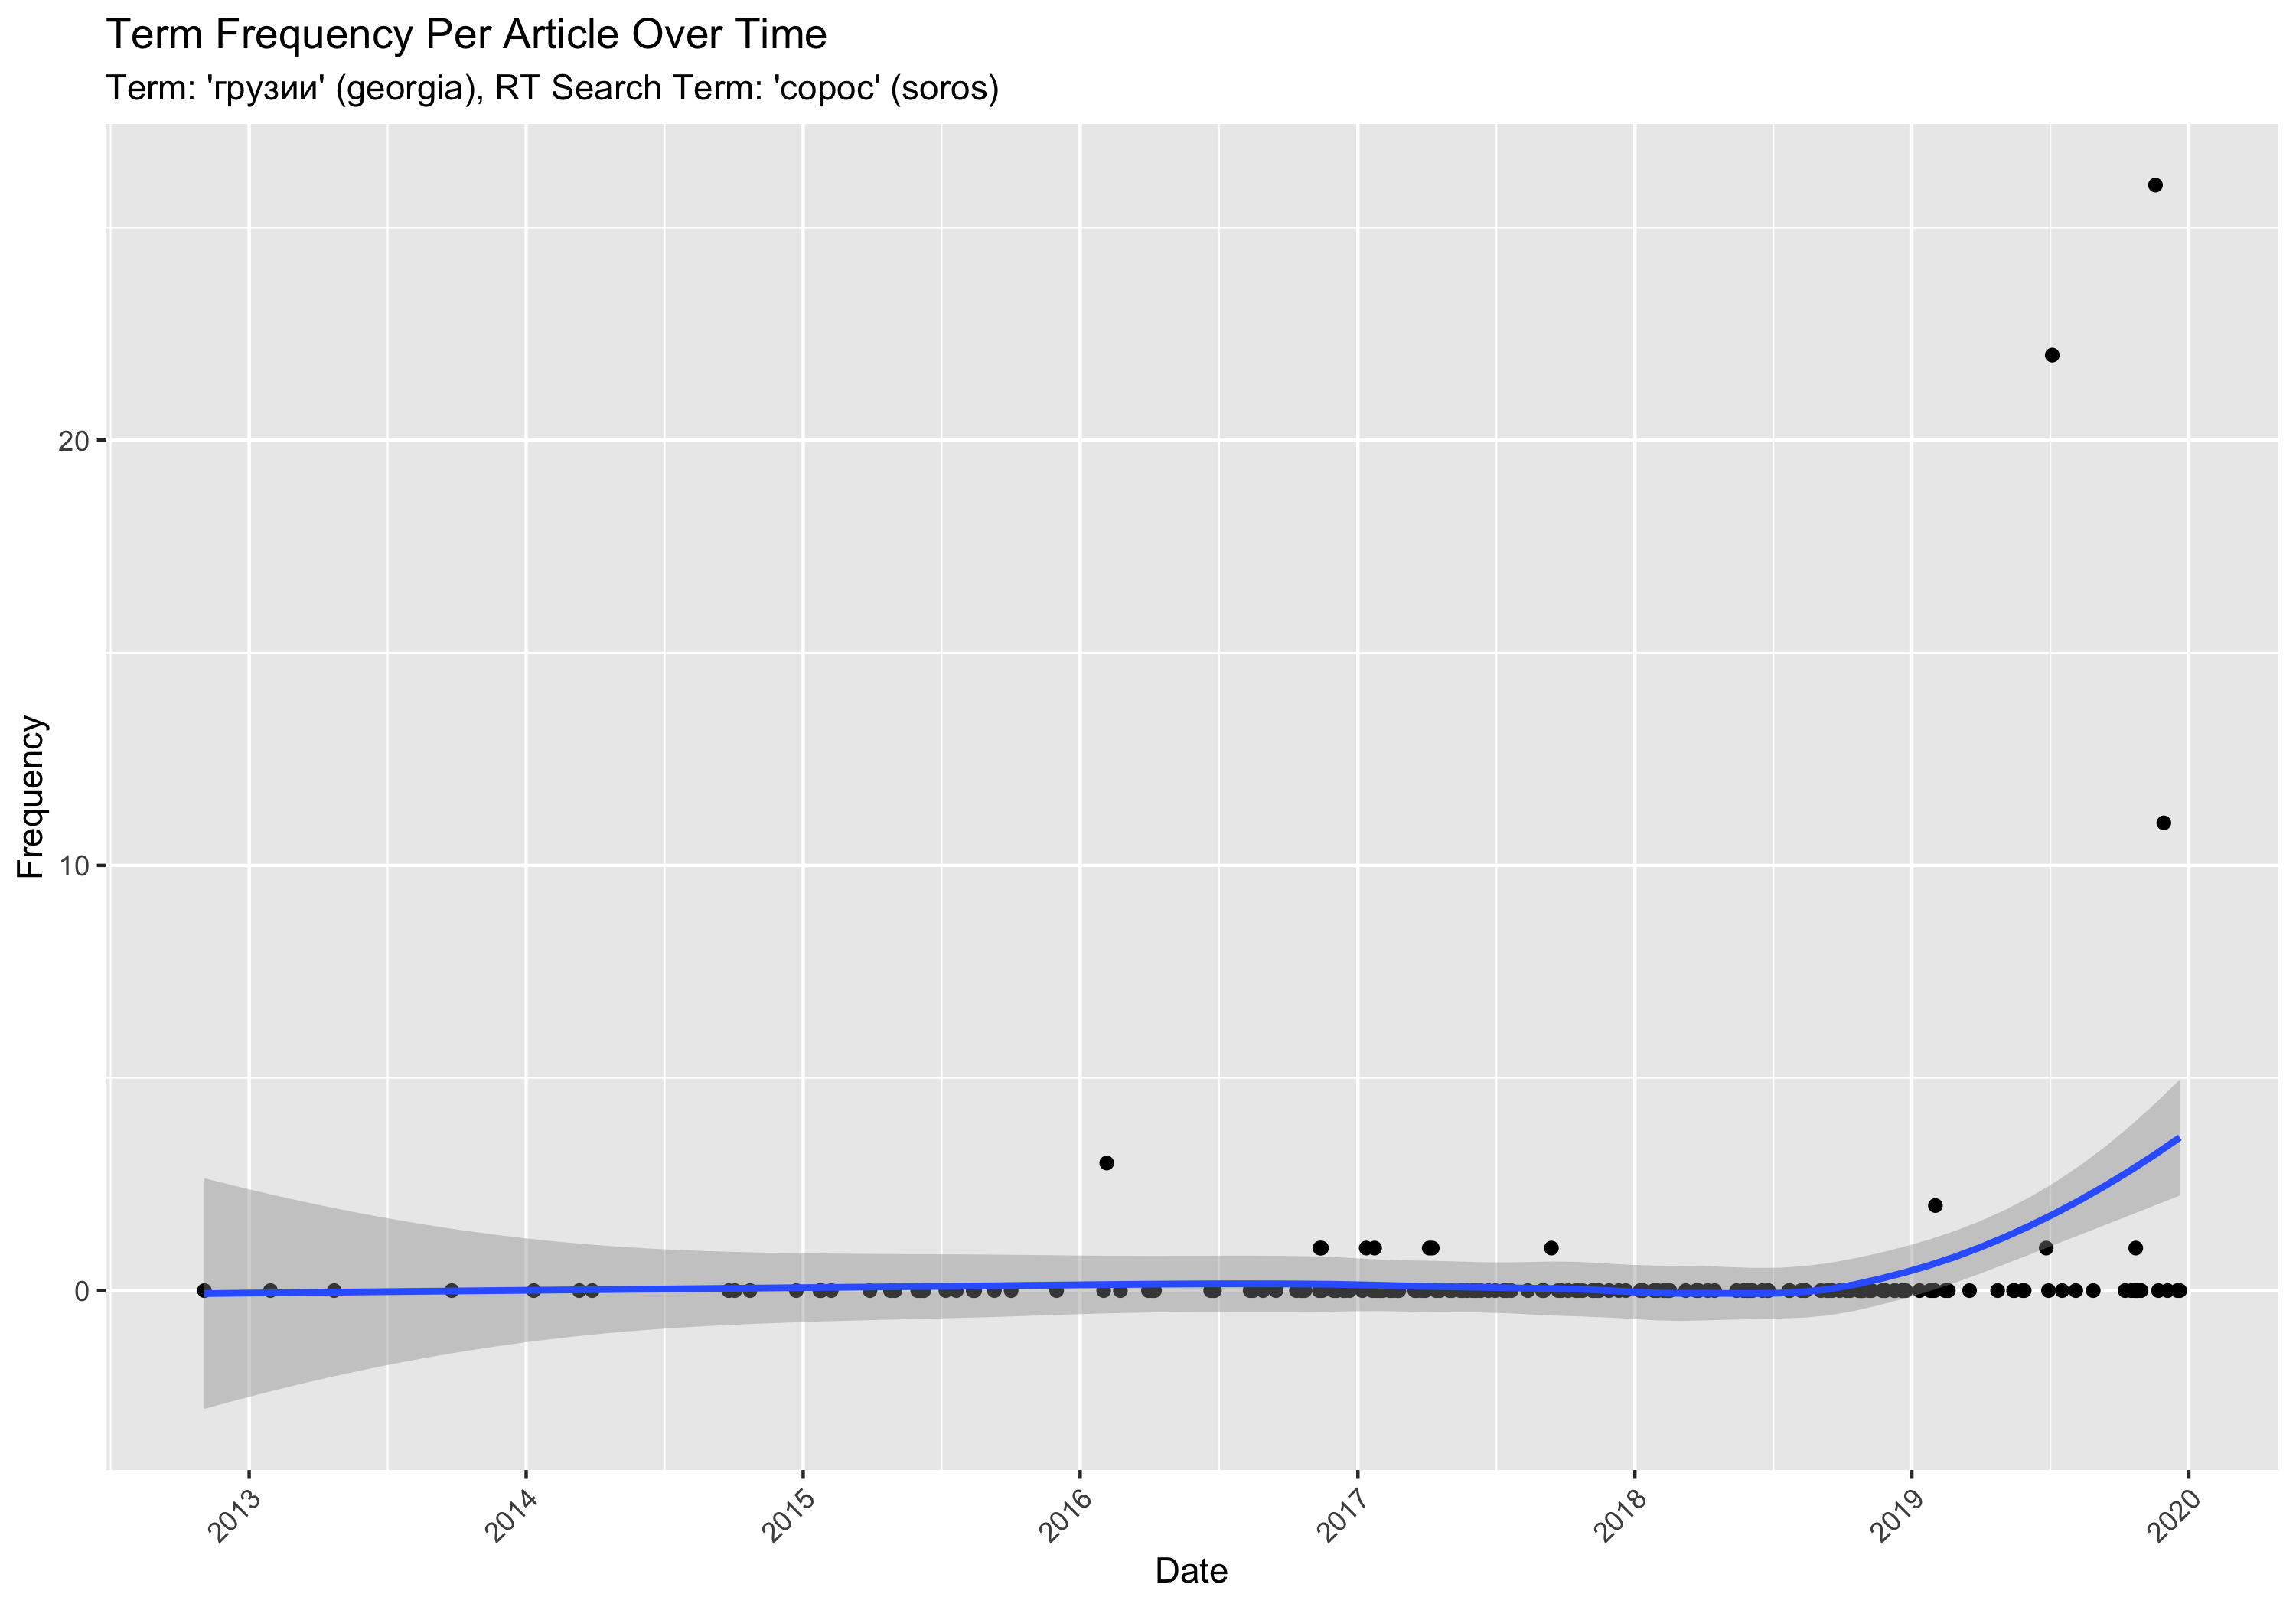 Term Frequency Per Article Over Time
Term: 'грузии' (georgia), RT Search Term: 'сорос' (soros)
Frequency
20
10
0
2013
2014
2015
2016
2017
2018
2019
2020
Date